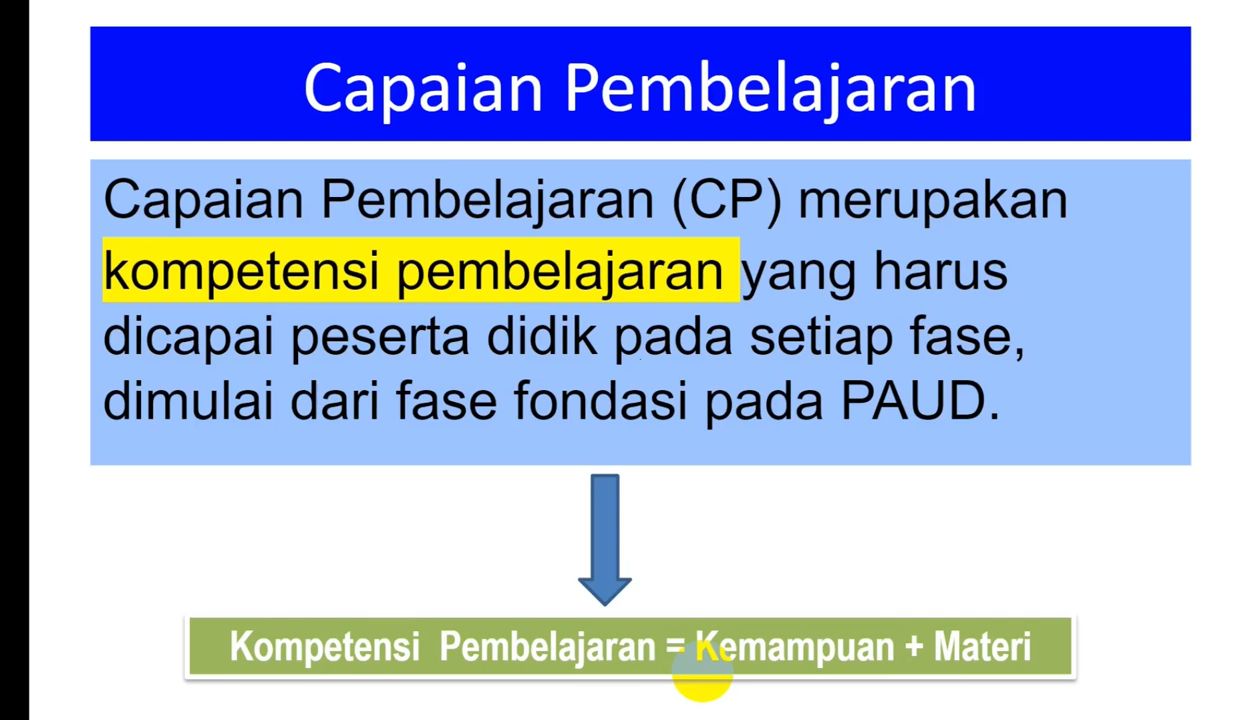 Capaian Pembelajaran
Capaian Pembelajaran (CP) merupakan
kompetensi pembelajaran yang harus
dicapai peserta didik pada setiap fase,
dimulai dari fase fondasi pada PAUD.
Kompetensi Pembelajaran = Kemampuan + Materi